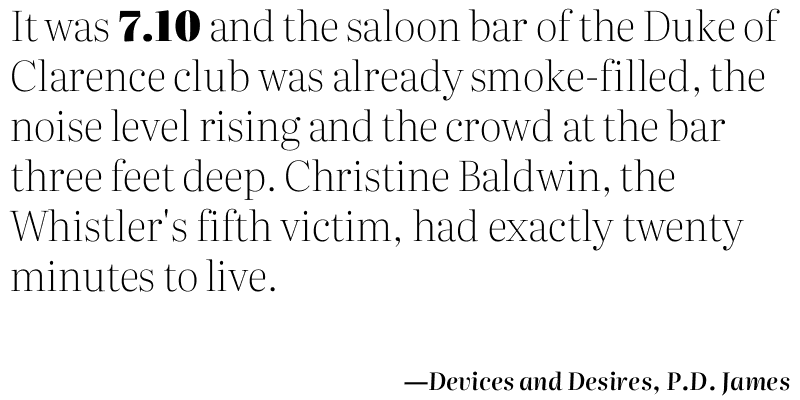 It was 7.10 and the saloon bar of the Duke of
Clarence club was already smoke-filled, the
noise level rising and the crowd at the bar
three feet deep. Christine Baldwin, the
Whistler's fifth victim, had exactly twenty
minutes to live.
—Devices and Desires, P.D. James